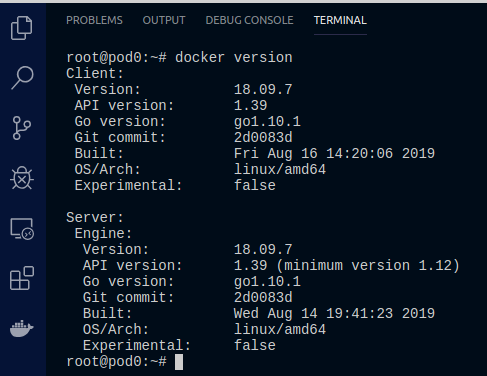 PROBLEMS OUTPUT DEBUG CONSOLE TERMINAL
root@pod0:~# docker version
Client:
 Version:           18.09.7
 API version:       1.39
 Go version:        go1.10.1
 Git commit:        2d0083d
 Built:             Fri Aug 16 14:20:06 2019
 OS/Arch:           linux/amd64
 Experimental:      false

Server:
 Engine:
  Version:          18.09.7
  API version:      1.39 (minimum version 1.12)
  Go version:       go1.10.1
  Git commit:       2d0083d
  Built:            Wed Aug 14 19:41:23 2019
  OS/Arch:          linux/amd64
  Experimental:     false
root@pod0:~#